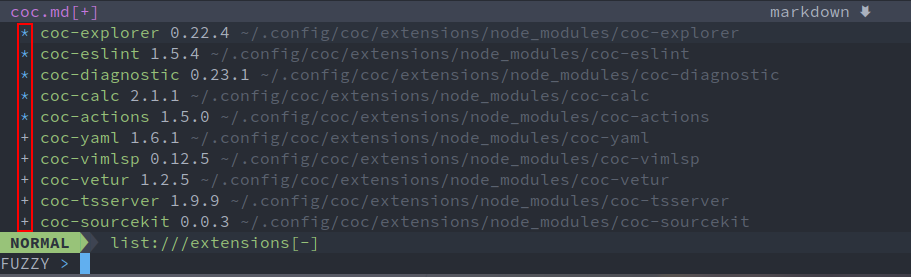 coc.md[+] markdown
* coc-explorer 0.22.4 ~/.config/coc/extensions/node_modules/coc-explorer
* coc-eslint 1.5.4 ~/.config/coc/extensions/node_modules/coc-eslint
* coc-diagnostic 0.23.1 ~/.config/coc/extensions/node_modules/coc-diagnostic
* coc-calc 2.1.1 ~/.config/coc/extensions/node_modules/coc-calc
* coc-actions 1.5.0 ~/.config/coc/extensions/node_modules/coc-actions
+ coc-yaml 1.6.1 ~/.config/coc/extensions/node_modules/coc-yaml
+ coc-vimlsp 0.12.5 ~/.config/coc/extensions/node_modules/coc-vimlsp
+ coc-vetur 1.2.5 ~/.config/coc/extensions/node_modules/coc-vetur
+ coc-tsserver 1.9.9 ~/.config/coc/extensions/node_modules/coc-tsserver
+ coc-sourcekit 0.0.3 ~/.config/coc/extensions/node_modules/coc-sourcekit
NORMAL list:///extensions[-]
FUZZY >